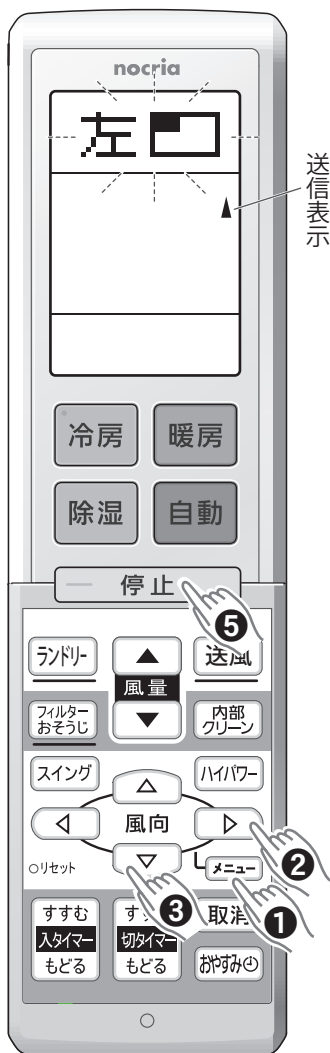 nocria
左
送信表示
冷房 暖房
除湿 自動
停止
❺
ランドリー 風量 送風
フィルター
おそうじ
内部
クリーン
スイング ハイパワー
風向
○リセット メニュー
❷
❸ ❶
すすむ
入タイマー
もどる
切タイマー
もどる
取消
おやすみ